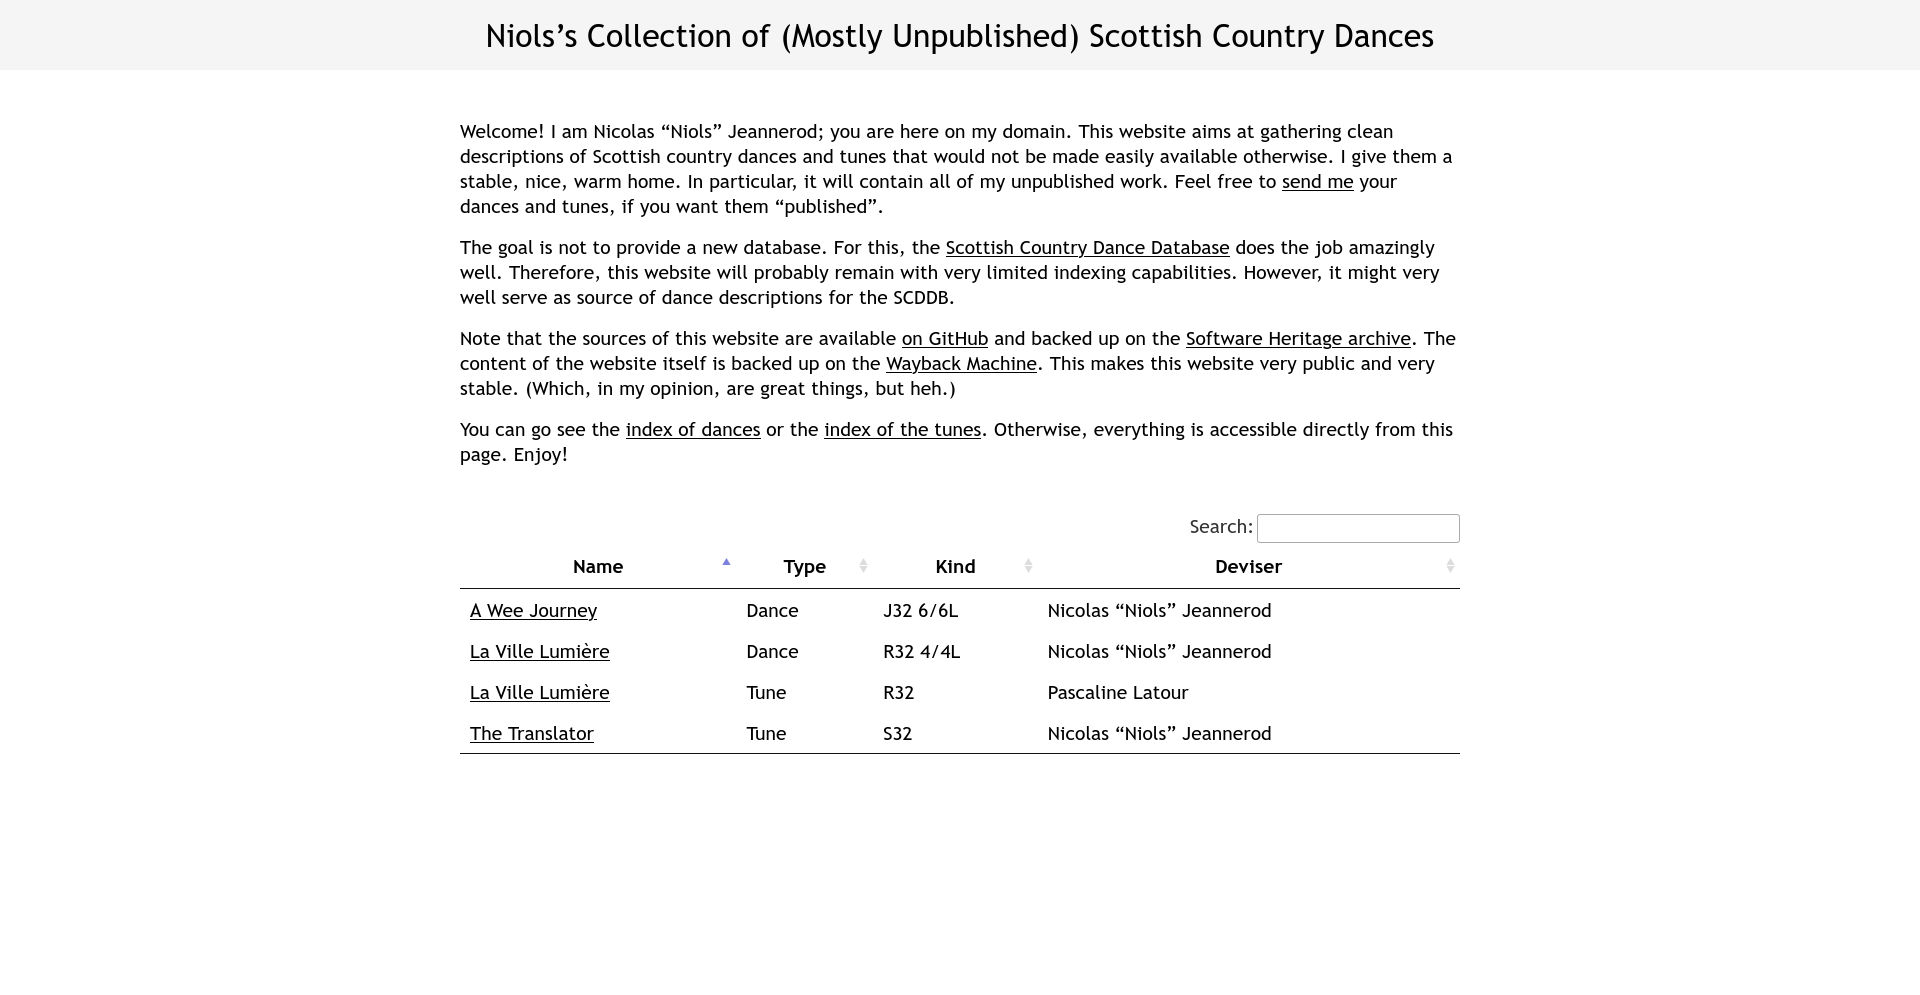 Niols’s Collection of (Mostly Unpublished) Scottish Country Dances
Welcome! I am Nicolas “Niols” Jeannerod; you are here on my domain. This website aims at gathering clean
descriptions of Scottish country dances and tunes that would not be made easily available otherwise. I give them a
stable, nice, warm home. In particular, it will contain all of my unpublished work. Feel free to send me your
dances and tunes, if you want them “published”.
The goal is not to provide a new database. For this, the Scottish Country Dance Database does the job amazingly
well. Therefore, this website will probably remain with very limited indexing capabilities. However, it might very
well serve as source of dance descriptions for the SCDDB.
Note that the sources of this website are available on GitHub and backed up on the Software Heritage archive. The
content of the website itself is backed up on the Wayback Machine. This makes this website very public and very
stable. (Which, in my opinion, are great things, but heh.)
You can go see the index of dances or the index of the tunes. Otherwise, everything is accessible directly from this
page. Enjoy!
Search:
Name Type Kind Deviser
A Wee Journey Dance J32 6/6L Nicolas “Niols” Jeannerod
La Ville Lumière Dance R32 4/4L Nicolas “Niols” Jeannerod
La Ville Lumière Tune R32 Pascaline Latour
The Translator Tune S32 Nicolas “Niols” Jeannerod